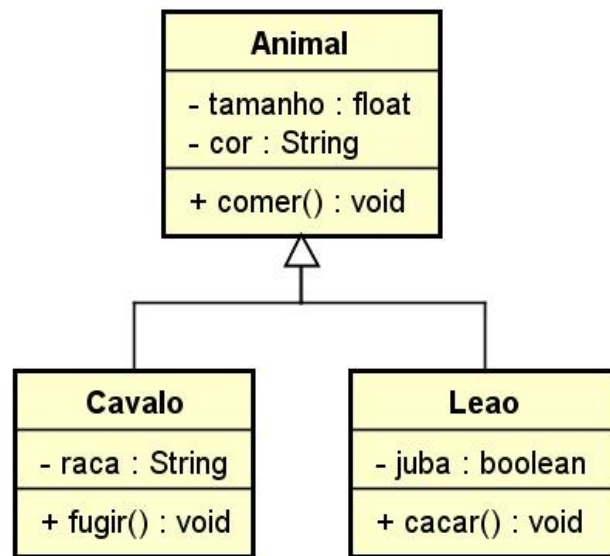 Animal
- tamanho : float
- cor : String
+ comer() : void
Cavalo
- raca : String
+ fugir() : void
Leao
- juba : boolean
+ cacar() : void